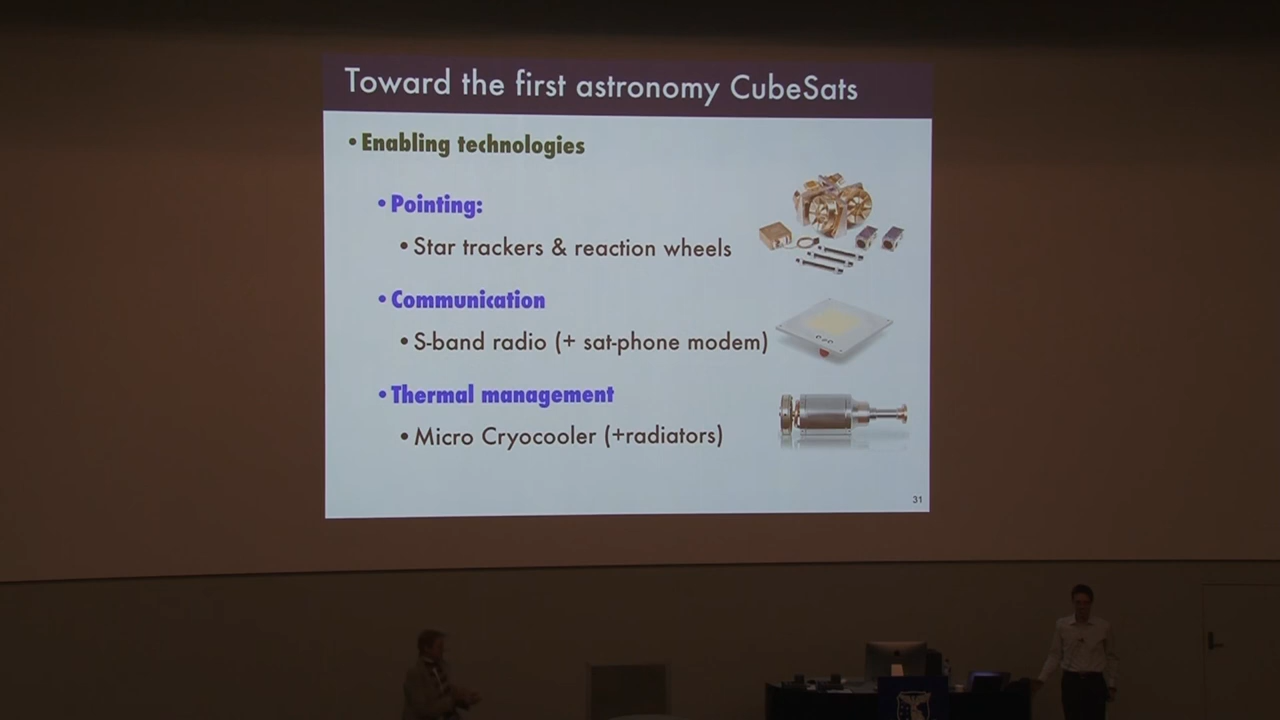 Toward the first astronomy CubeSats
• Enabling technologies
• Pointing:
• Star trackers & reaction wheels
• Communication
• S-band radio (+ sat-phone modem)
• Thermal management
• Micro Cryocooler (+radiators)
31